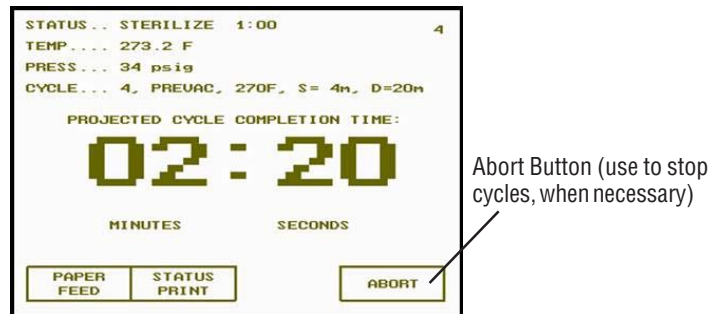 STATUS.. STERILIZE 1:00 4
TEMP.... 273.2 F
PRESS... 34 psig
CYCLE... 4, PREVAC, 270F, S= 4m, D=20m
PROJECTED CYCLE COMPLETION TIME:
02:20
MINUTES SECONDS
PAPER FEED
STATUS PRINT
ABORT
Abort Button (use to stop
cycles, when necessary)